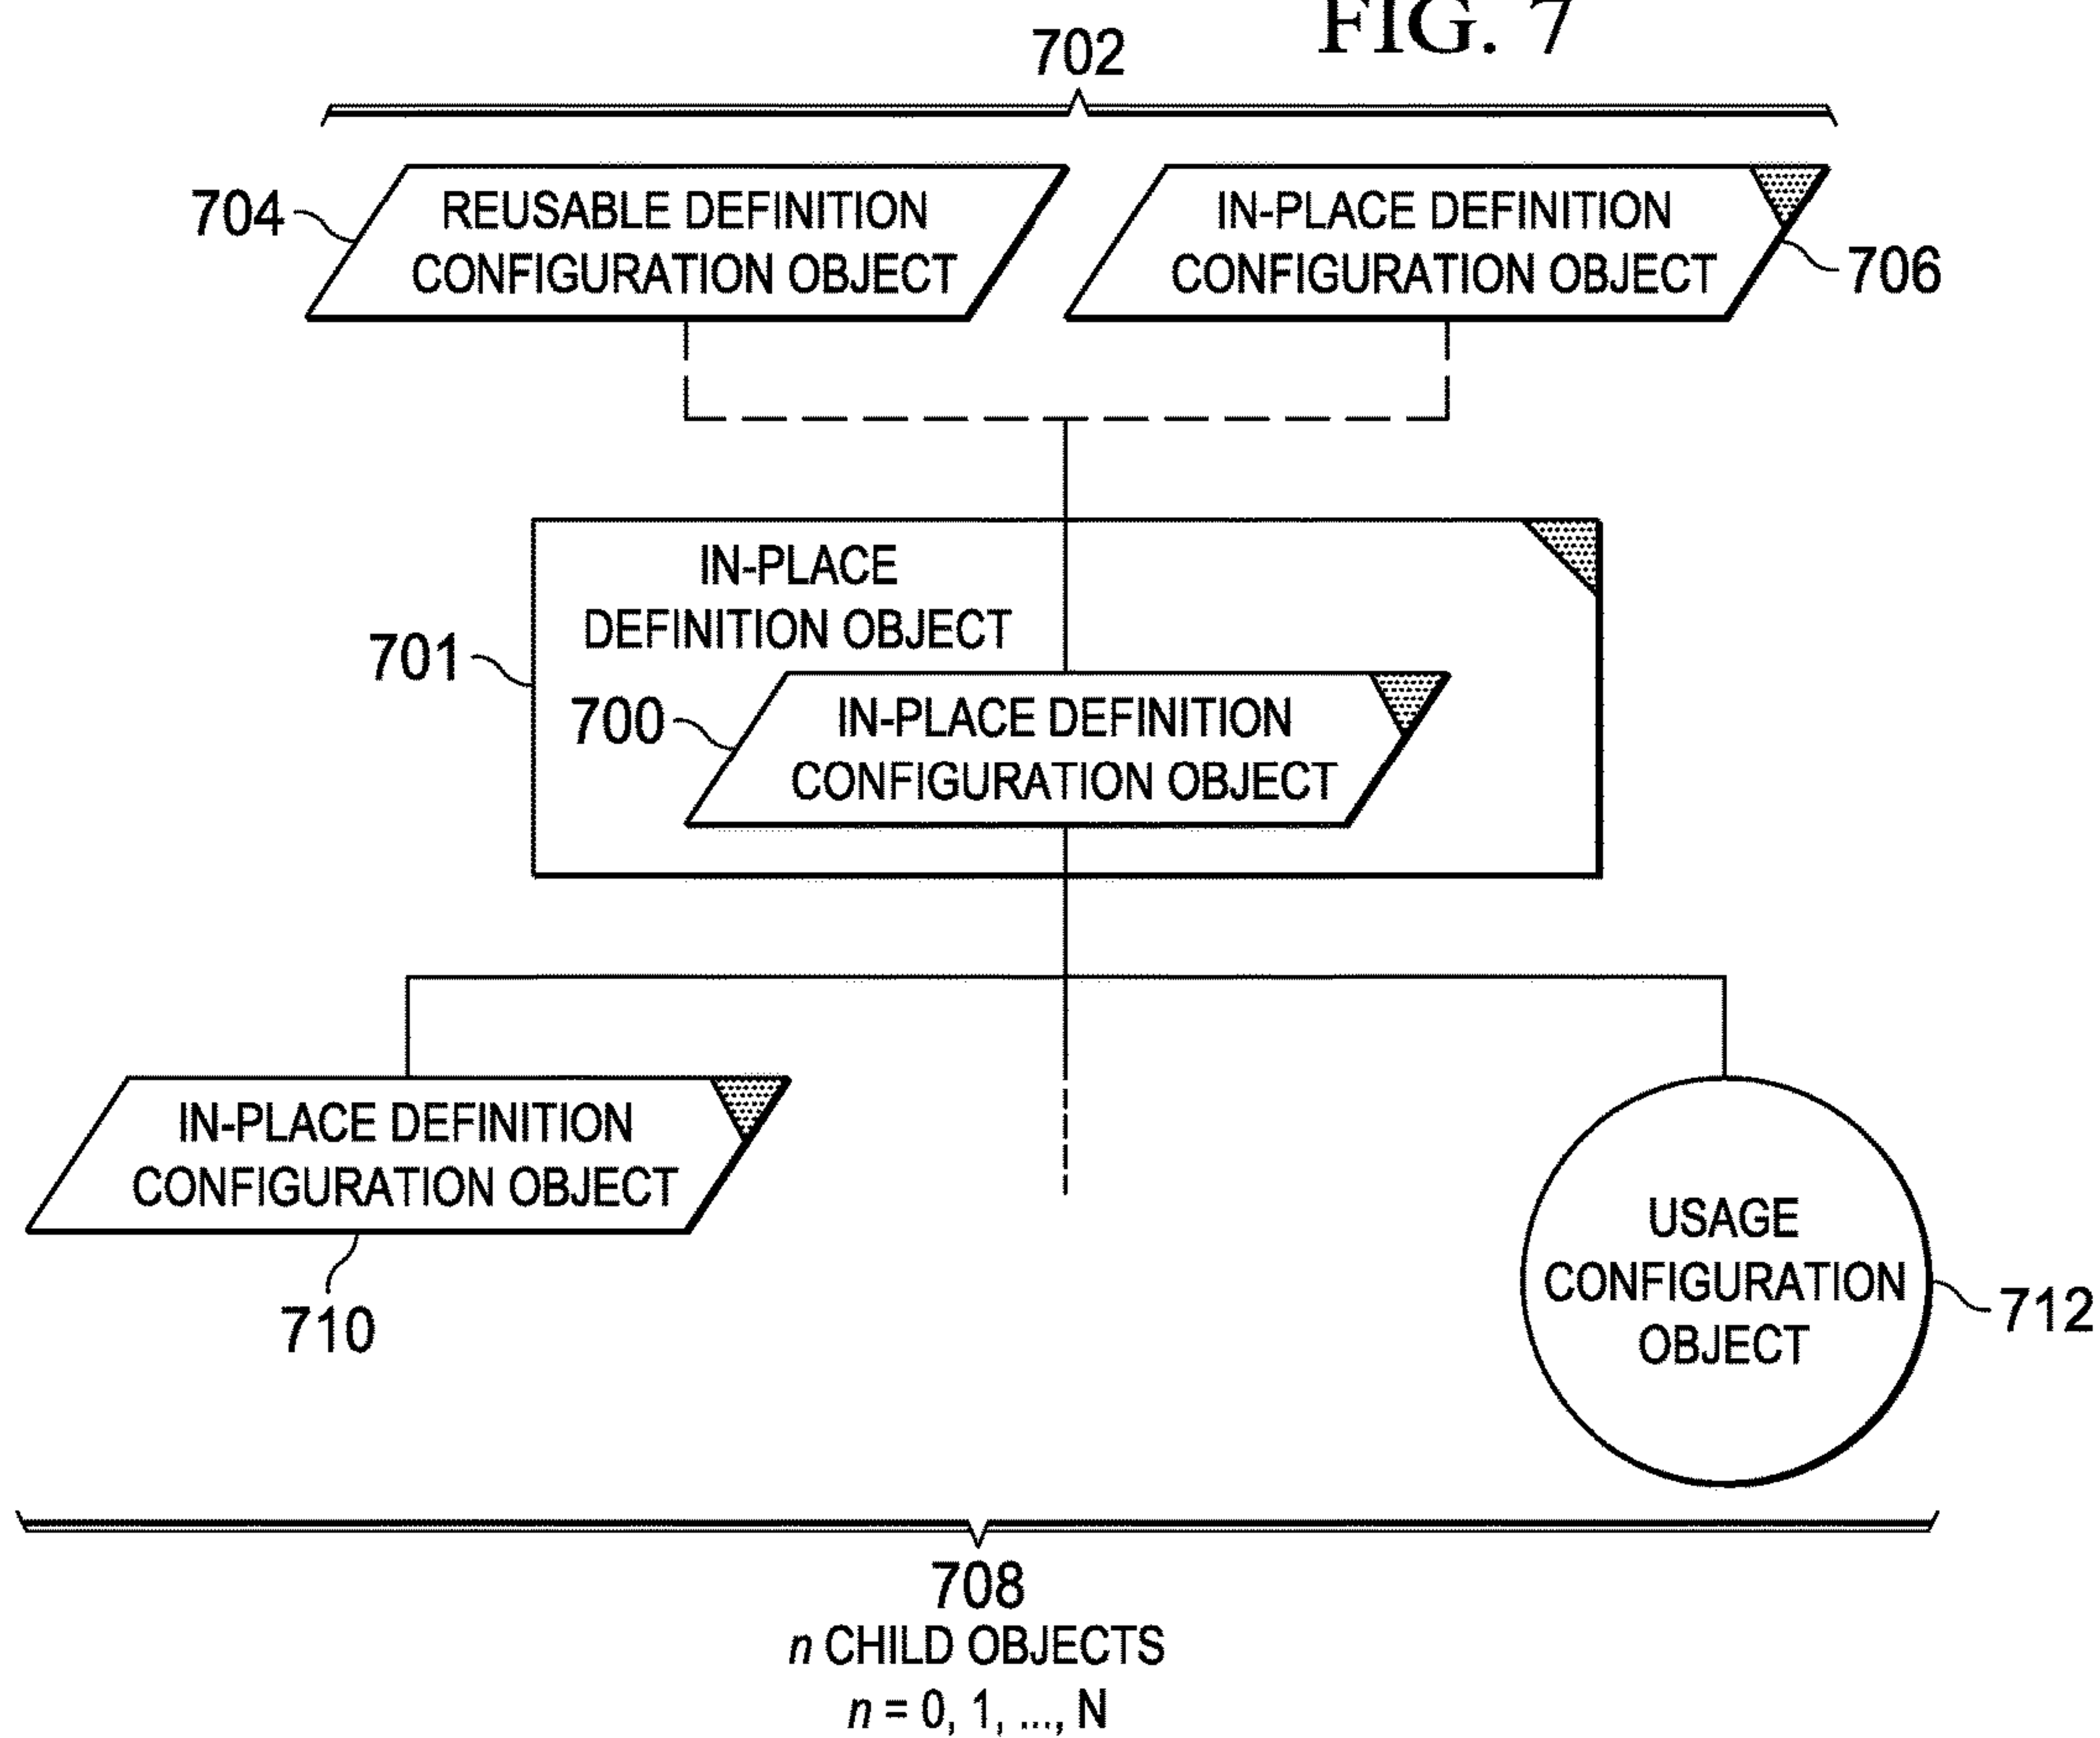 FIG. 7
702
704
REUSABLE DEFINITION
CONFIGURATION OBJECT
IN-PLACE DEFINITION
CONFIGURATION OBJECT
706
IN-PLACE
DEFINITION OBJECT
701
700
IN-PLACE DEFINITION
CONFIGURATION OBJECT
IN-PLACE DEFINITION
CONFIGURATION OBJECT
710
USAGE
CONFIGURATION
OBJECT
712
708
n CHILD OBJECTS
n = 0, 1, ..., N